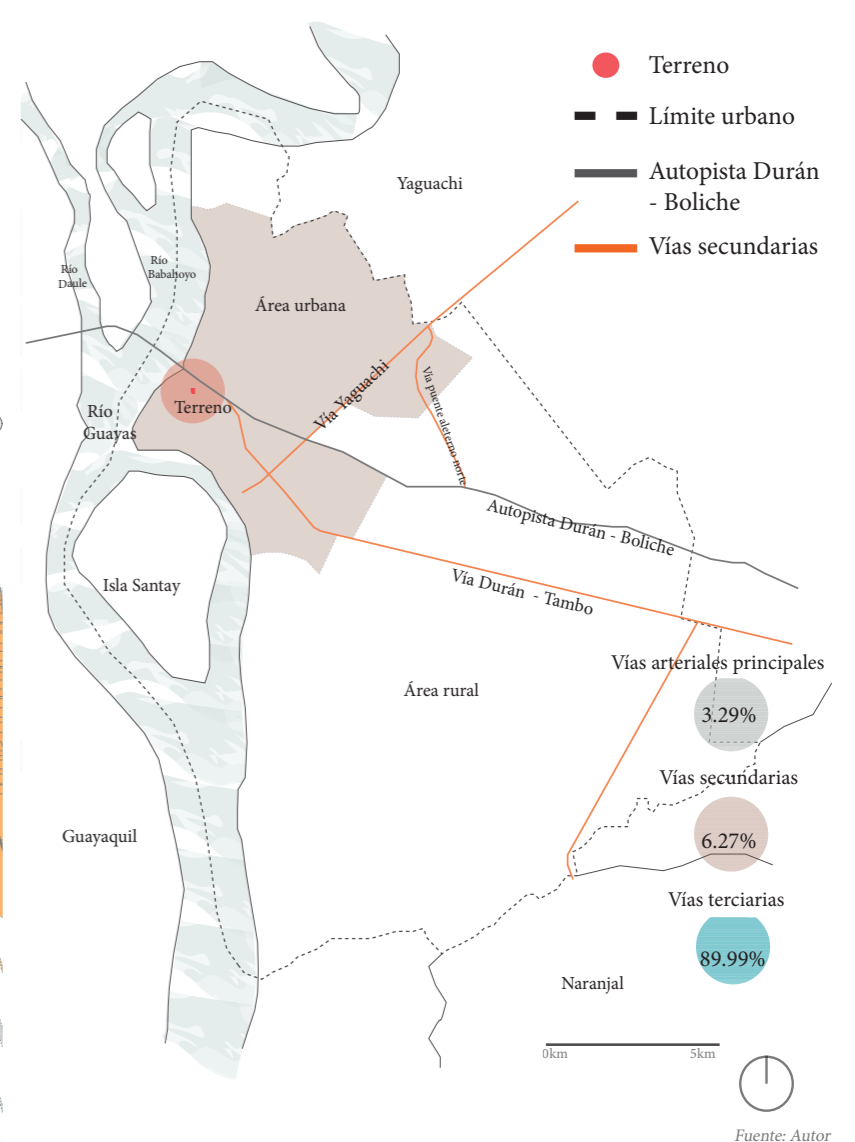 Terreno
Límite urbano
Autopista Durán
- Boliche
Vías secundarias
Yaguachi
Río
Daule
Río
Babahoyo
Área urbana
Vía Yaguachi
Vía puente aleterno norte
Terreno
Río
Guayas
Autopista Durán - Boliche
Vía Durán - Tambo
Isla Santay
Área rural
Vías arteriales principales
3.29%
Vías secundarias
6.27%
Vías terciarias
89.99%
Guayaquil
Naranjal
0km
5km
Fuente: Autor